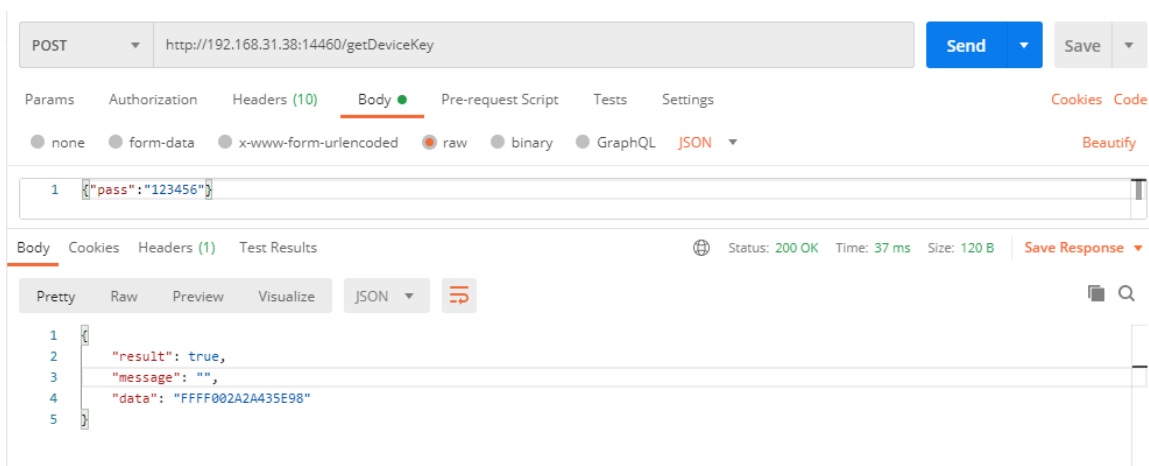 POST http://192.168.31.38:14460/getDeviceKey Send Save
Params Authorization Headers (10) Body Pre-request Script Tests Settings Cookies Code
none form-data x-www-form-urlencoded raw binary GraphQL JSON Beautify
1 {"pass":"123456"}
Body Cookies Headers (1) Test Results Status: 200 OK Time: 37 ms Size: 120 B Save Response
Pretty Raw Preview Visualize JSON
1 {
2 "result": true,
3 "message": "",
4 "data": "FFFF002A2A435E98"
5 }